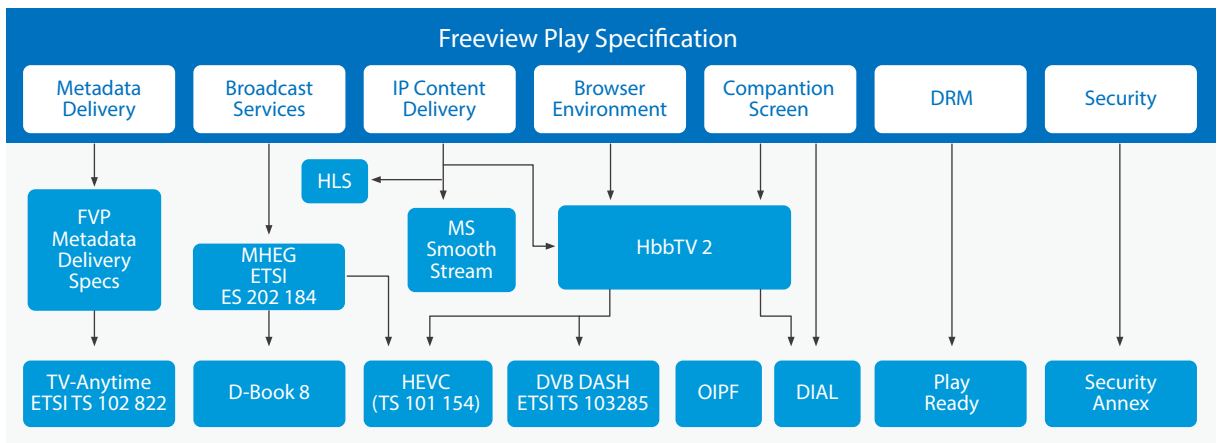 Freeview Play Specification
Metadata
Delivery
Broadcast
Services
IP Content
Delivery
Browser
Environment
Compantion
Screen
DRM
Security
HLS
FVP
Metadata
Delivery
Specs
MHEG
ETSI
ES 202 184
MS
Smooth
Stream
HbbTV 2
TV-Anytime
ETSI TS 102 822
D-Book 8
HEVC
(TS 101 154)
DVB DASH
ETSI TS 103285
OIPF
DIAL
Play
Ready
Security
Annex